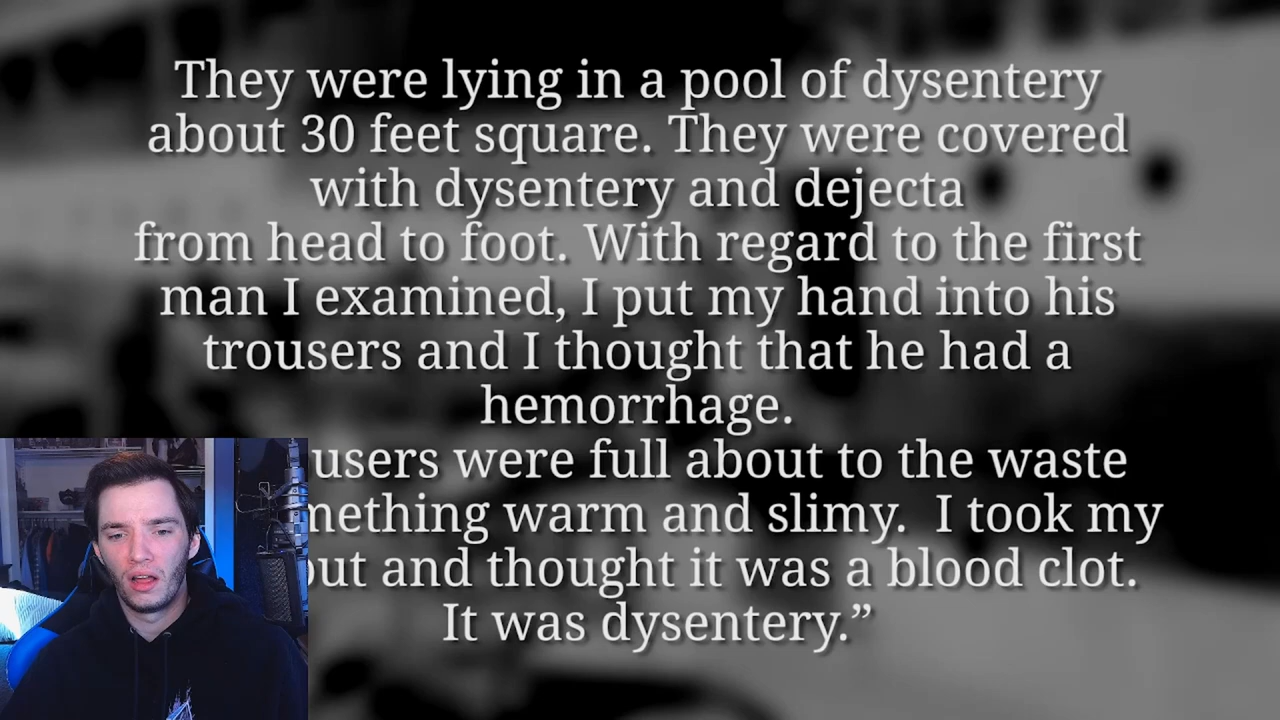 They were lying in a pool of dysentery
about 30 feet square. They were covered
with dysentery and dejecta
from head to foot. With regard to the first
man I examined, I put my hand into his
trousers and I thought that he had a
hemorrhage.
users were full about to the waste
mething warm and slimy. I took my
out and thought it was a blood clot.
It was dysentery.”